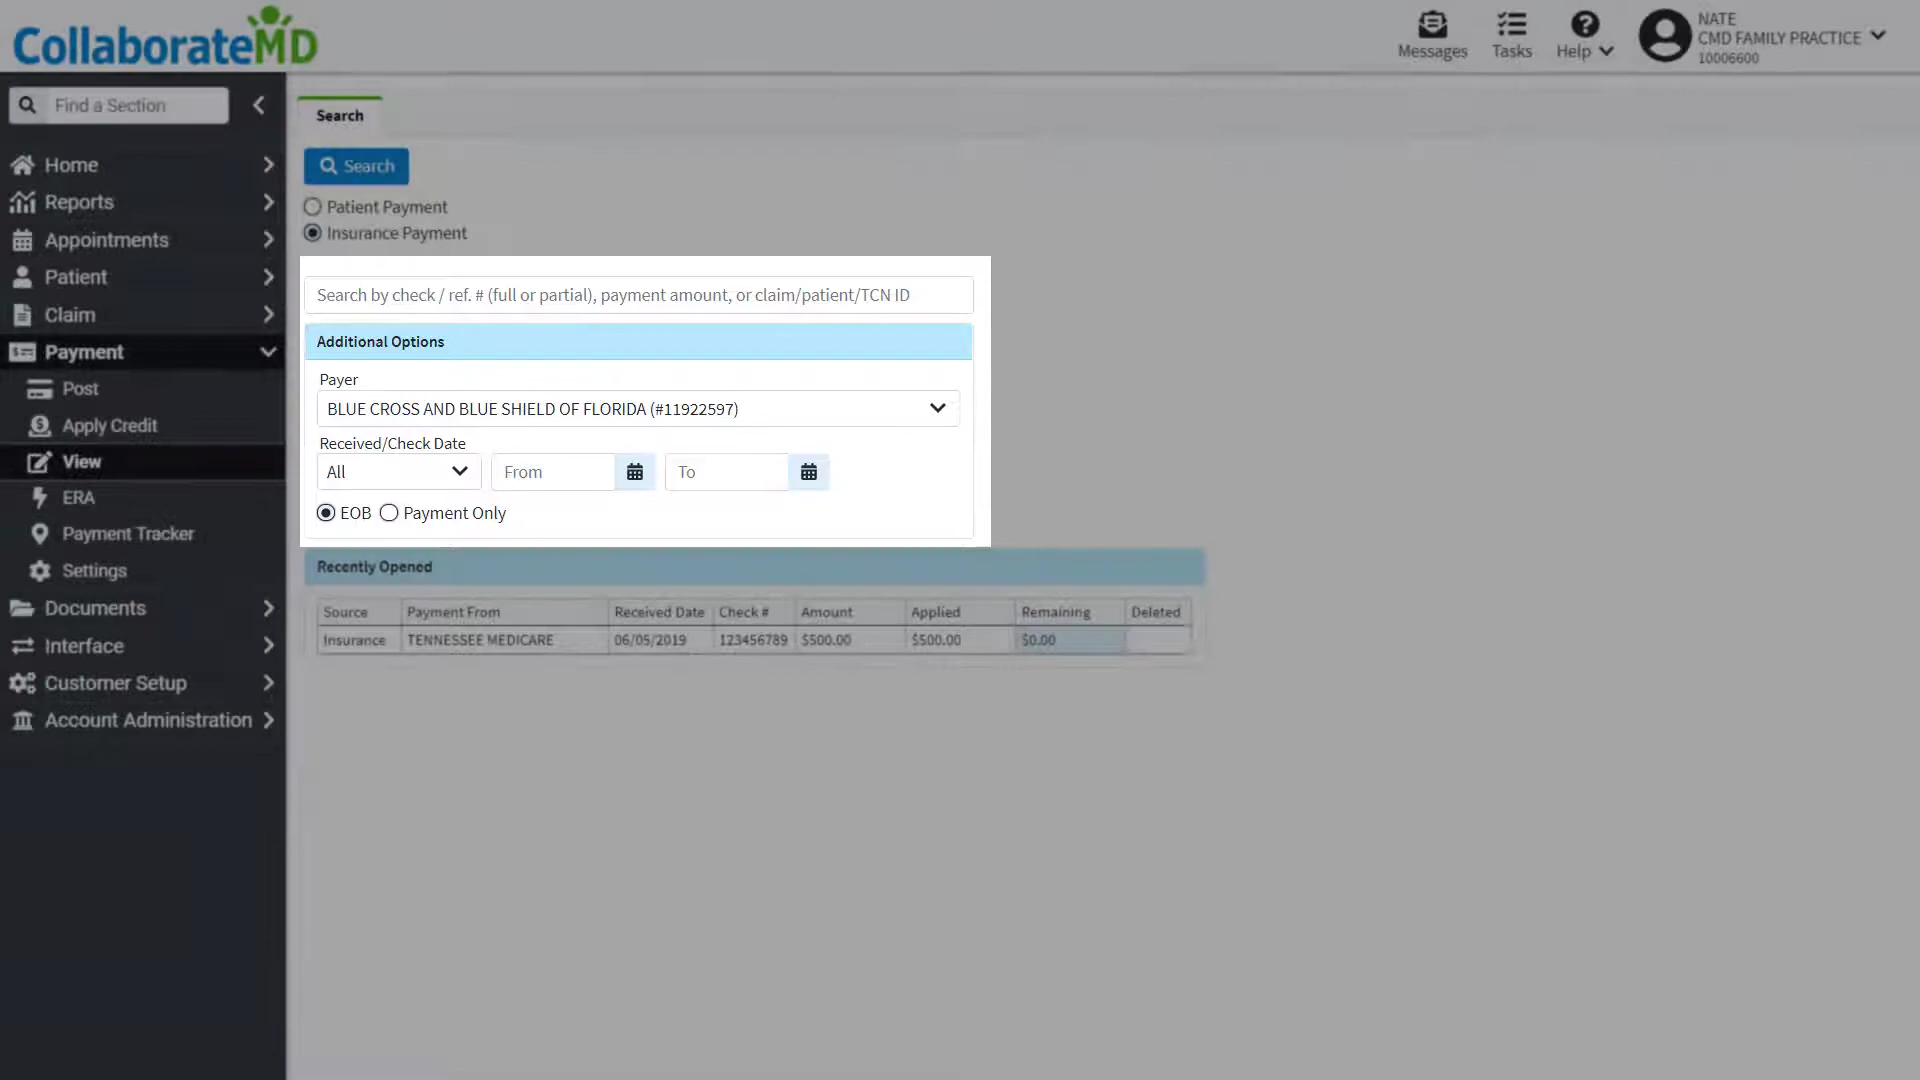 CollaborateMD
Messages
Tasks
Help
NATE
CMD FAMILY PRACTICE
10006600
Find a Section
Home
Reports
Appointments
Patient
Claim
Payment
Post
Apply Credit
View
ERA
Payment Tracker
Settings
Documents
Interface
Customer Setup
Account Administration
Search
Search
Patient Payment
Insurance Payment
Search by check / ref. # (full or partial), payment amount, or claim/patient/TCN ID
Additional Options
Payer
BLUE CROSS AND BLUE SHIELD OF FLORIDA (#11922597)
Received/Check Date
All From To
EOB Payment Only
Recently Opened
Source Payment From Received Date Check # Amount Applied Remaining Deleted
Insurance TENNESSEE MEDICARE 06/05/2019 123456789 $500.00 $500.00 $0.00